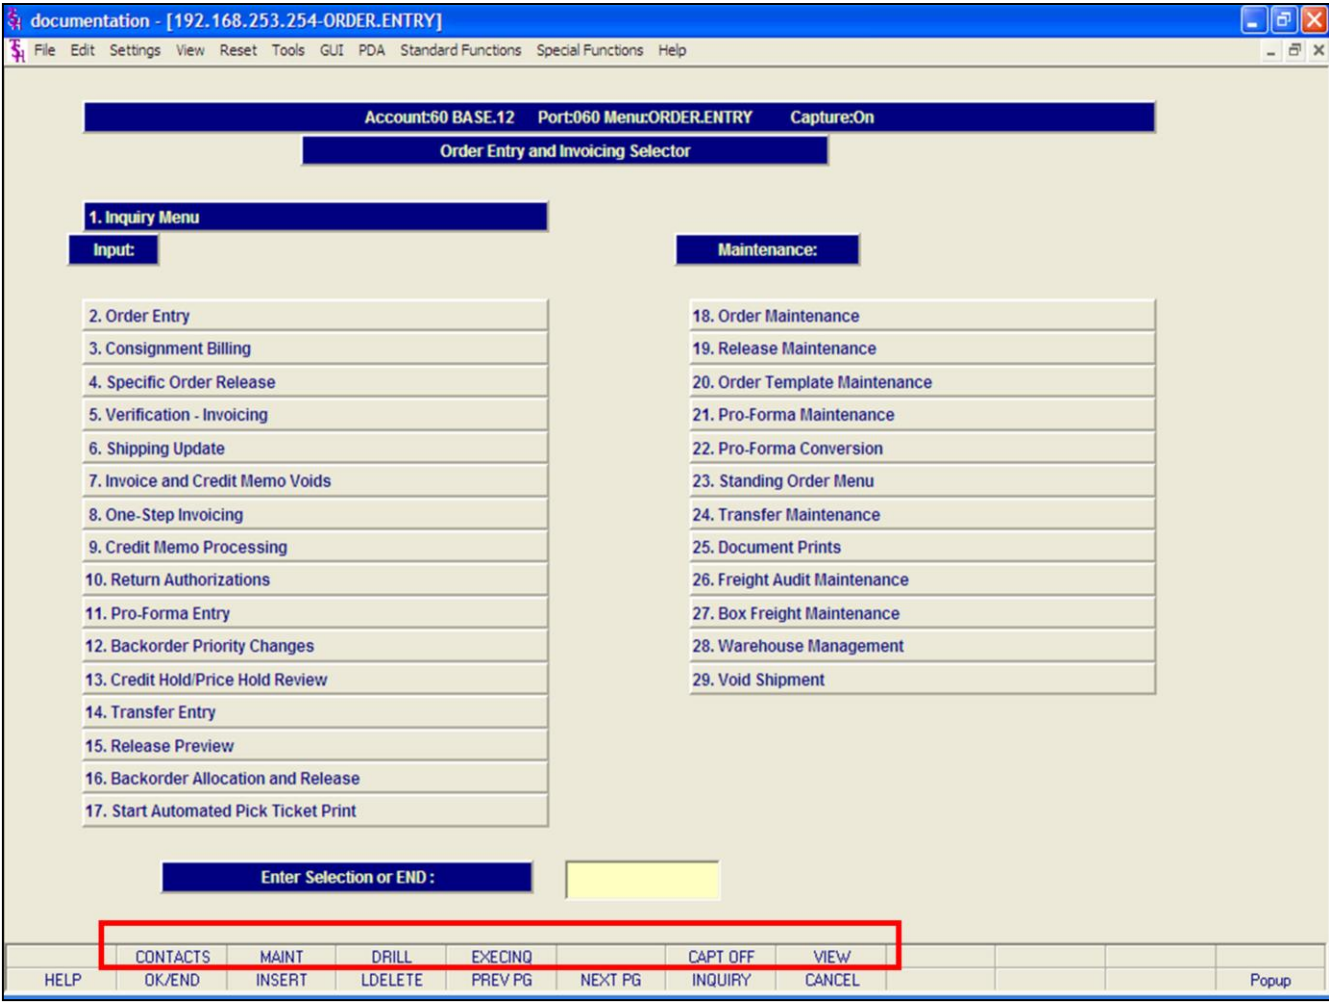 documentation - [192.168.253.254-ORDER.ENTRY]
File Edit Settings View Reset Tools GUI PDA Standard Functions Special Functions Help
Account:60 BASE.12 Port:060 Menu:ORDER.ENTRY Capture:On
Order Entry and Invoicing Selector
1. Inquiry Menu
Input:
2. Order Entry
3. Consignment Billing
4. Specific Order Release
5. Verification - Invoicing
6. Shipping Update
7. Invoice and Credit Memo Voids
8. One-Step Invoicing
9. Credit Memo Processing
10. Return Authorizations
11. Pro-Forma Entry
12. Backorder Priority Changes
13. Credit Hold/Price Hold Review
14. Transfer Entry
15. Release Preview
16. Backorder Allocation and Release
17. Start Automated Pick Ticket Print
Maintenance:
18. Order Maintenance
19. Release Maintenance
20. Order Template Maintenance
21. Pro-Forma Maintenance
22. Pro-Forma Conversion
23. Standing Order Menu
24. Transfer Maintenance
25. Document Prints
26. Freight Audit Maintenance
27. Box Freight Maintenance
28. Warehouse Management
29. Void Shipment
Enter Selection or END :
CONTACTS MAINT DRILL EXECINQ CAPT OFF VIEW
HELP OK/END INSERT LDELETE PREV PG NEXT PG INQUIRY CANCEL Popup